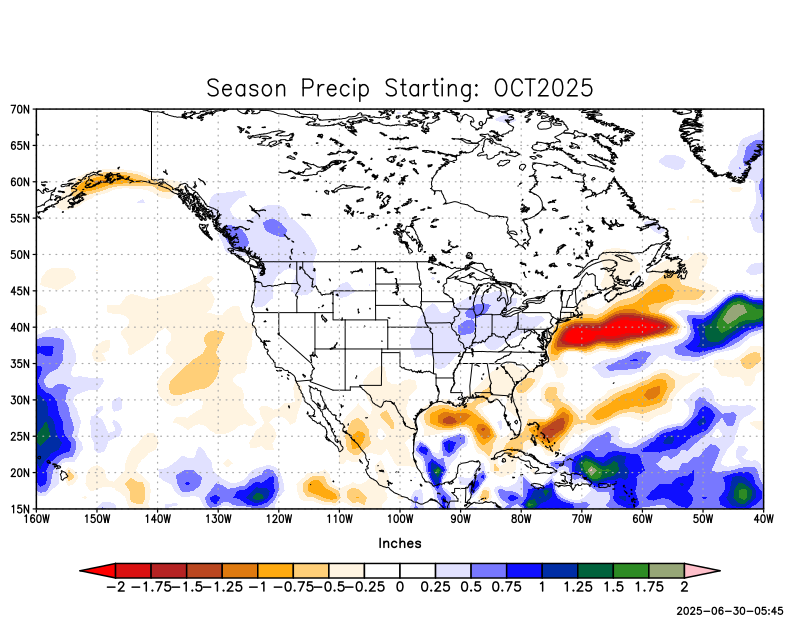 Season Precip Starting: OCT2025
70N
65N
60N
55N
50N
45N
40N
35N
30N
25N
20N
15N
160W 150W 140W 130W 120W 110W 100W 90W 80W 70W 60W 50W 40W
Inches
−2 −1.75−1.5−1.25 −1 −0.75−0.5−0.25 0 0.25 0.5 0.75 1 1.25 1.5 1.75 2
2025−06−30−05:45